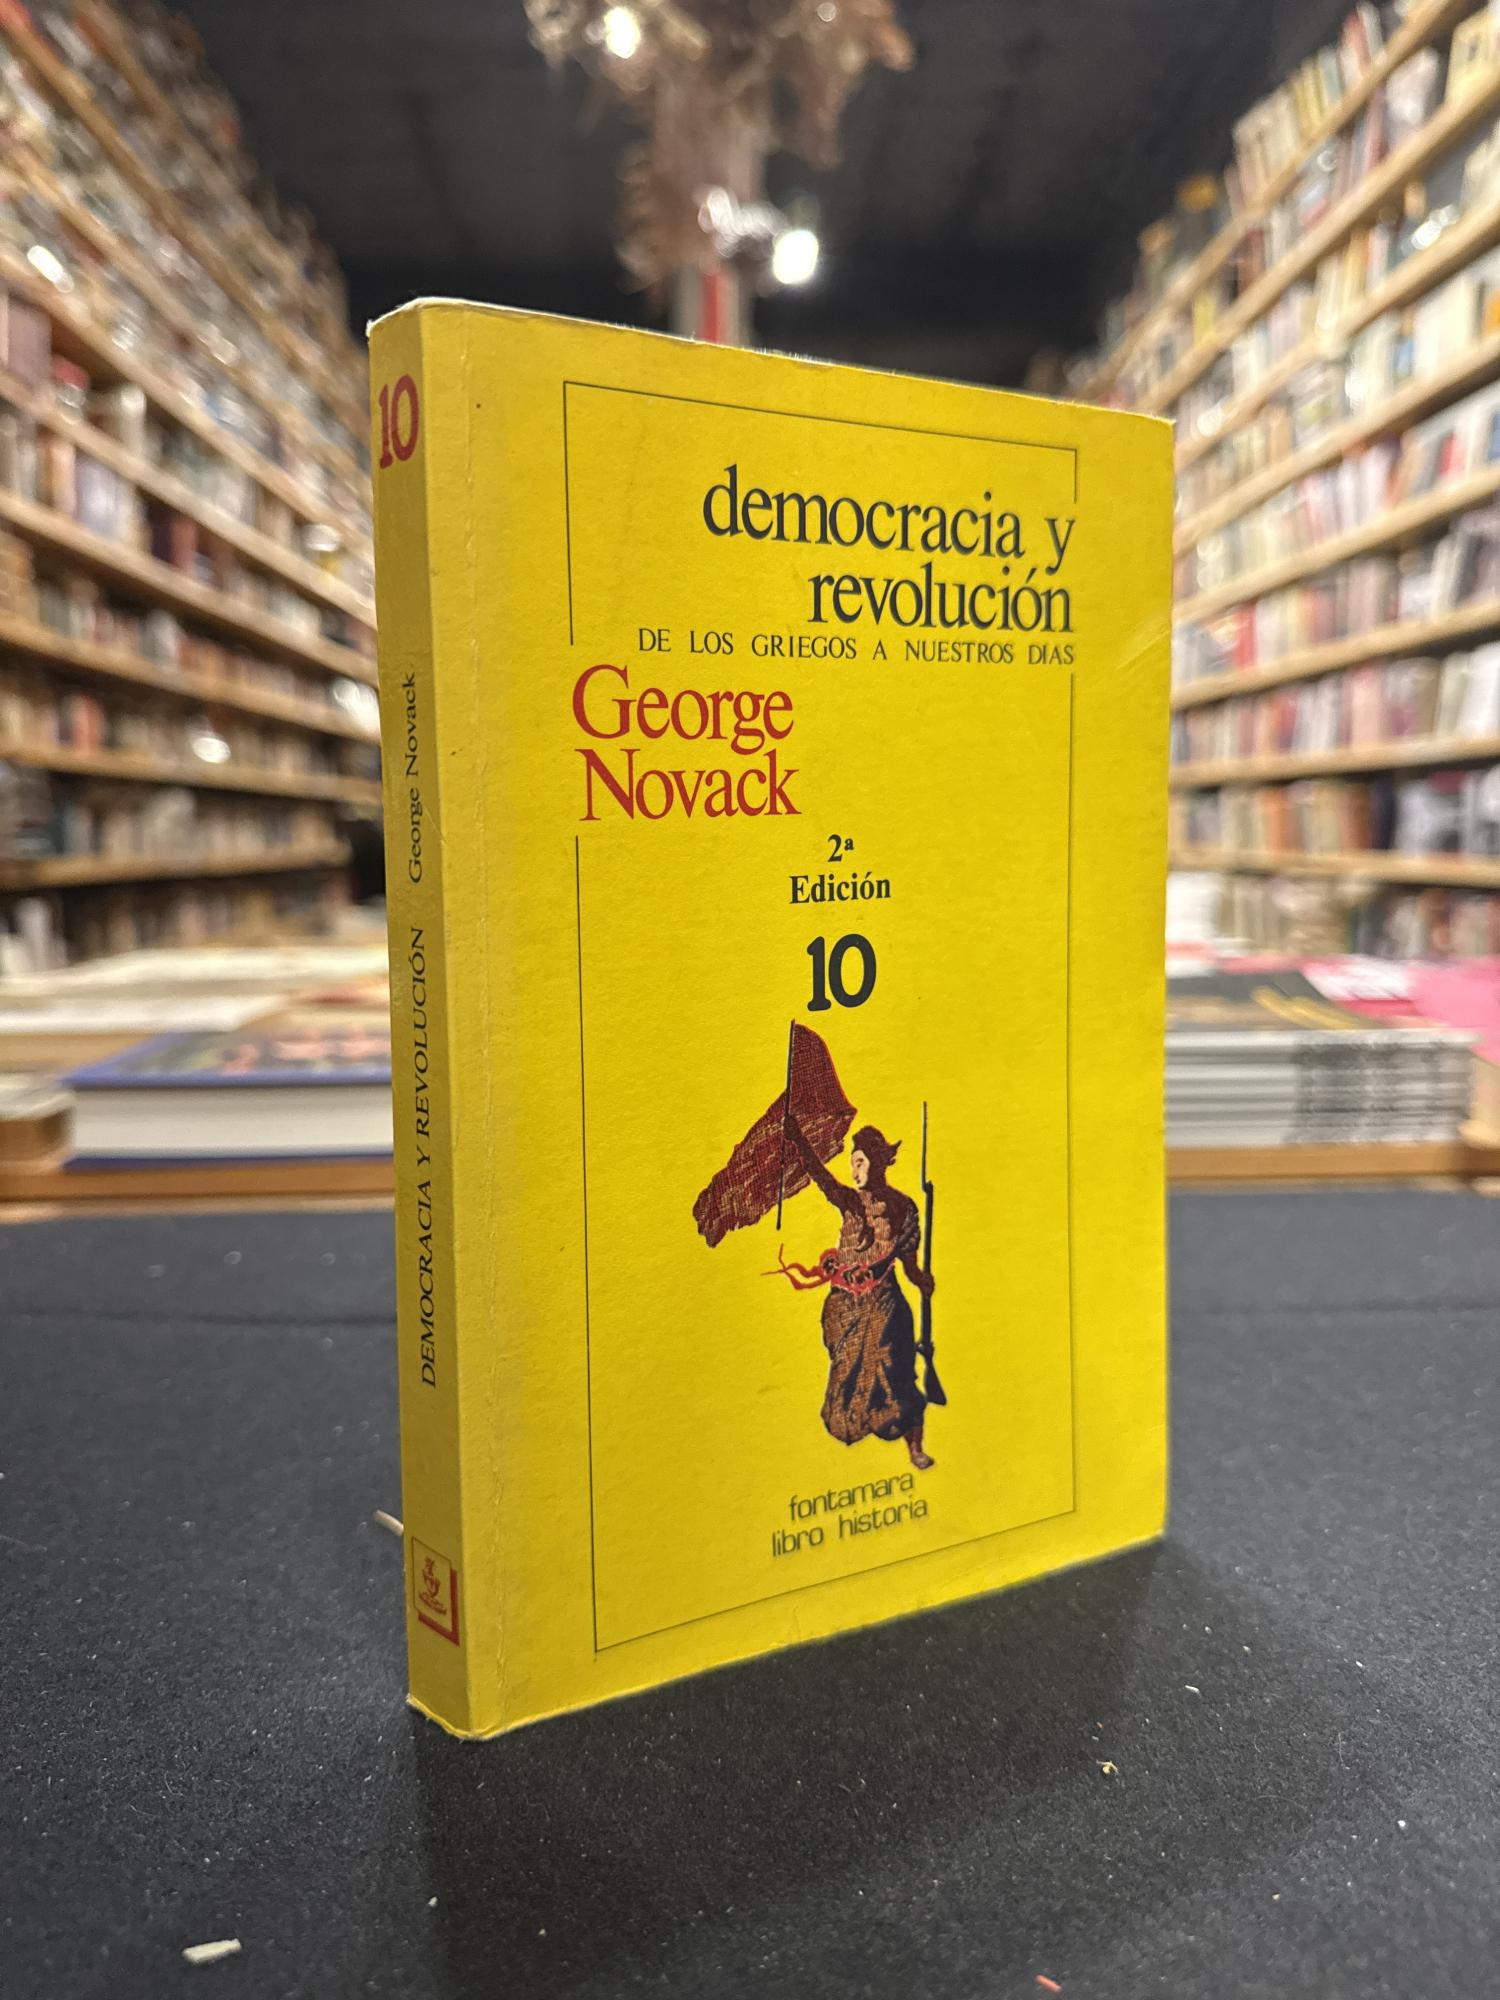 10
DEMOCRACIA Y REVOLUCIÓN George Novack
democracia y
revolución
DE LOS GRIEGOS A NUESTROS DIAS
George
Novack
2ª
Edición
10
fontamara
libro historia